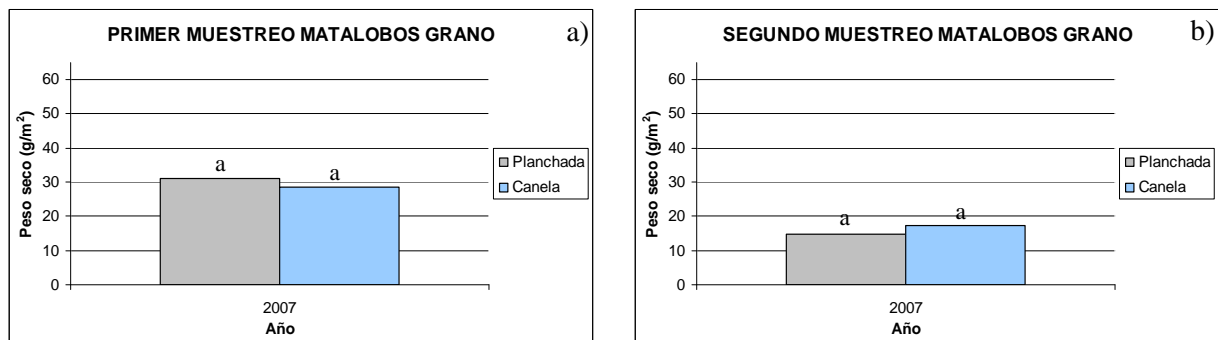 PRIMER MUESTREO MATALOBOS GRANO
a)
Peso seco (g/m²)
60
50
40
30
20
10
0
a
a
2007
Año
Planchada
Canela
SEGUNDO MUESTREO MATALOBOS GRANO
b)
Peso seco (g/m²)
60
50
40
30
20
10
0
a
a
2007
Año
Planchada
Canela